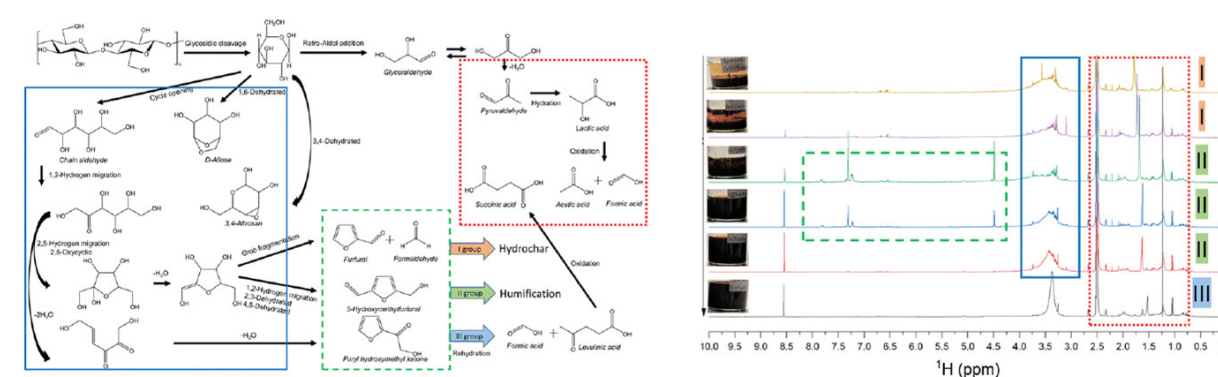 OH
Glycosidic cleavage
Retro-Aldol addition
Glyceraldehyde
-H₂O
Cycle opening
1,6-Dehydrated
Pyruvaldehyde
Hydration
Lactic acid
Chain aldehyde
D-Allose
3,4-Dehydrated
Oxidation
1,2-Hydrogen migration
Succinic acid
Acetic acid
+
Formic acid
3,4-Altrosan
2,5-Hydrogen migration
2,5-Oxycyclic
Grob fragmentation
Furfural
+
Formaldehyde
I group
Hydrochar
Oxidation
-H₂O
1,2-Hydrogen migration
2,3-Dehydrated
4,5-Dehydrated
5-Hydroxymethylfurfural
II group
Humification
-2H₂O
-H₂O
Furyl hydroxymethyl ketone
III group
Rehydration
Formic acid
+
Levulinic acid
I
I
II
II
II
III
10.0 9.5 9.0 8.5 8.0 7.5 7.0 6.5 6.0 5.5 5.0 4.5 4.0 3.5 3.0 2.5 2.0 1.5 1.0 0.5
¹H (ppm)